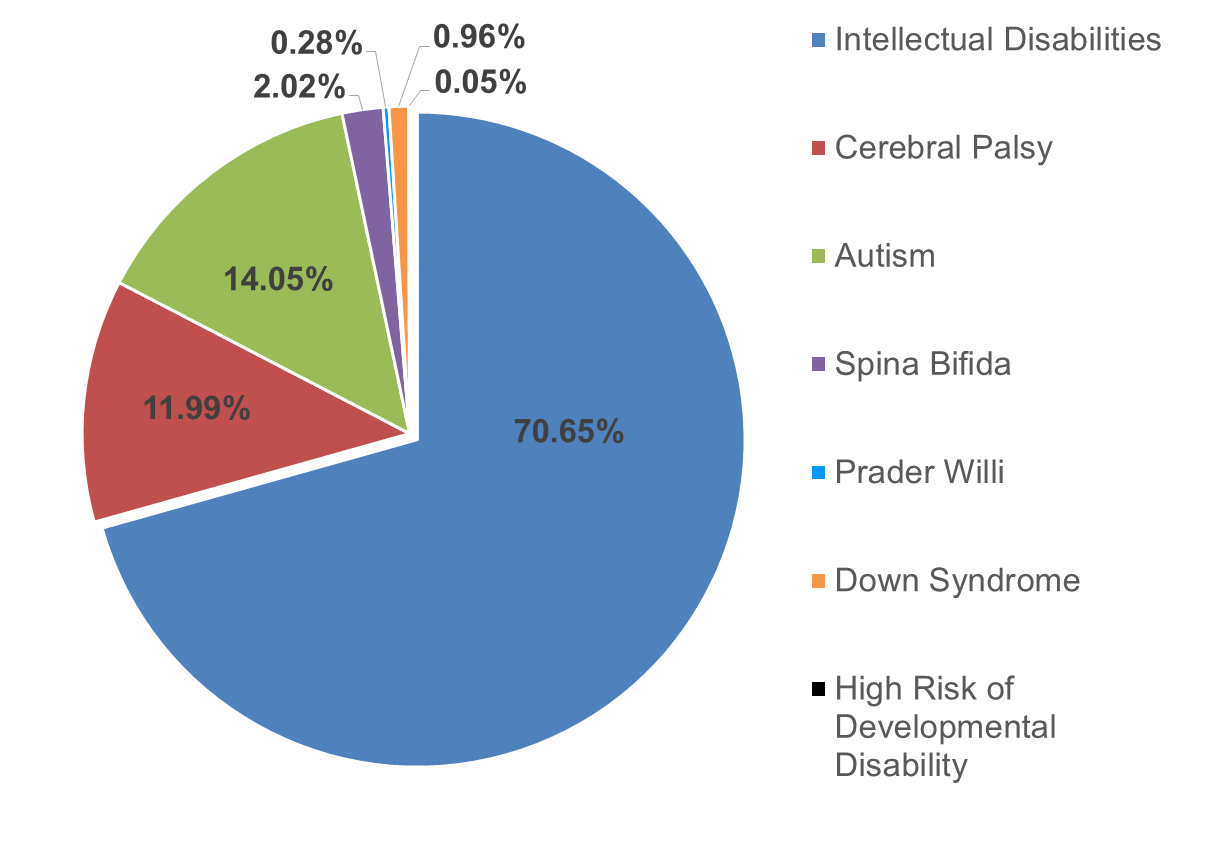 0.28%
0.96%
2.02%
0.05%
14.05%
11.99%
70.65%
Intellectual Disabilities
Cerebral Palsy
Autism
Spina Bifida
Prader Willi
Down Syndrome
High Risk of
Developmental
Disability